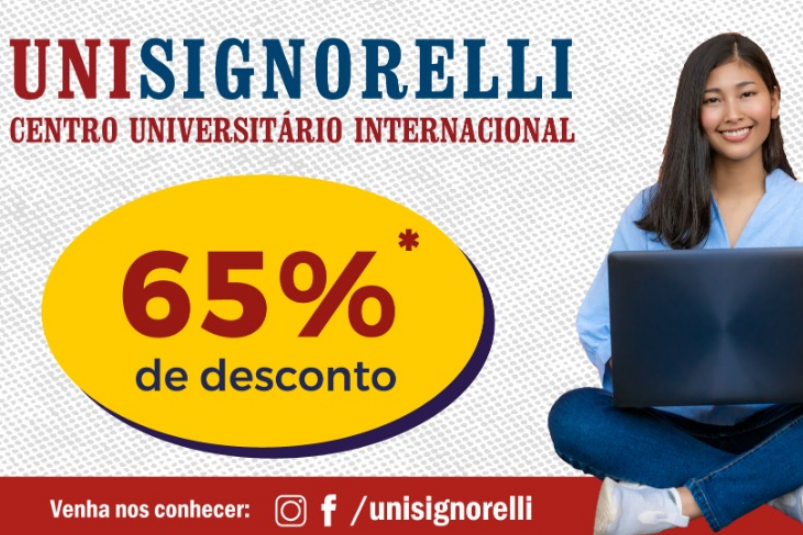 UNISIGNORELLI
CENTRO UNIVERSITÁRIO INTERNACIONAL
65%*
de desconto
Venha nos conhecer: /unisignorelli